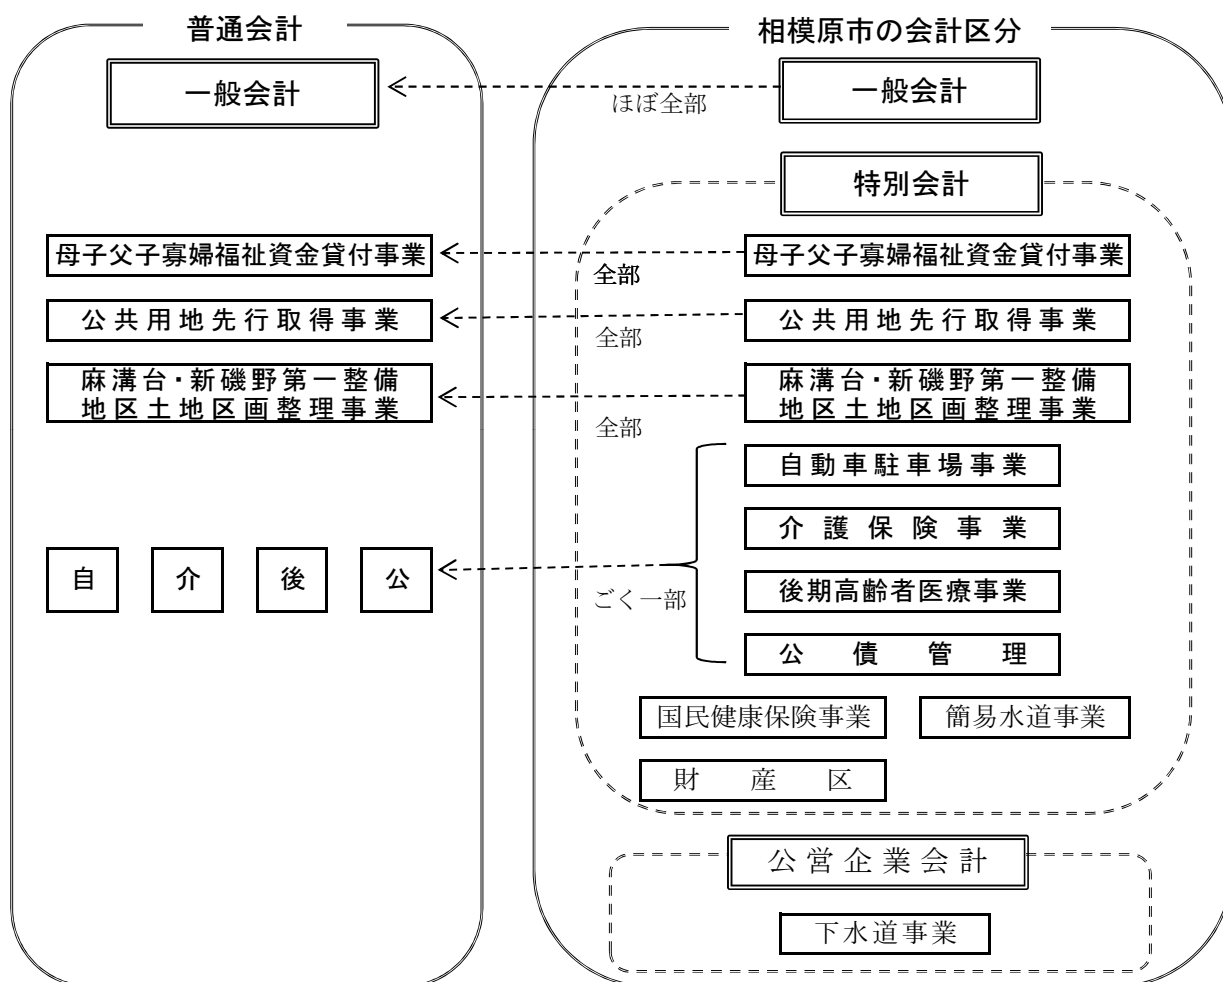 普通会計
相模原市の会計区分
一般会計
ほぼ全部
一般会計
特別会計
母子父子寡婦福祉資金貸付事業
全部
母子父子寡婦福祉資金貸付事業
公共用地先行取得事業
全部
公共用地先行取得事業
麻溝台・新磯野第一整備
地区土地区画整理事業
全部
麻溝台・新磯野第一整備
地区土地区画整理事業
自動車駐車場事業
介護保険事業
自 介 後 公
ごく一部
後期高齢者医療事業
公債管理
国民健康保険事業
簡易水道事業
財産区
公営企業会計
下水道事業